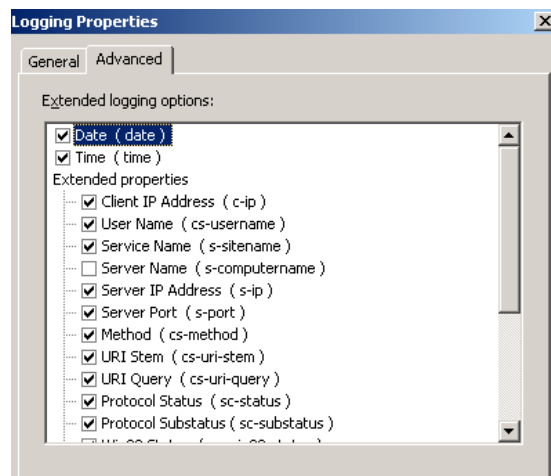 Logging Properties
General Advanced
Extended logging options:
Date ( date )
Time ( time )
Extended properties
Client IP Address ( c-ip )
User Name ( cs-username )
Service Name ( s-sitename )
Server Name ( s-computername )
Server IP Address ( s-ip )
Server Port ( s-port )
Method ( cs-method )
URI Stem ( cs-uri-stem )
URI Query ( cs-uri-query )
Protocol Status ( sc-status )
Protocol Substatus ( sc-substatus )